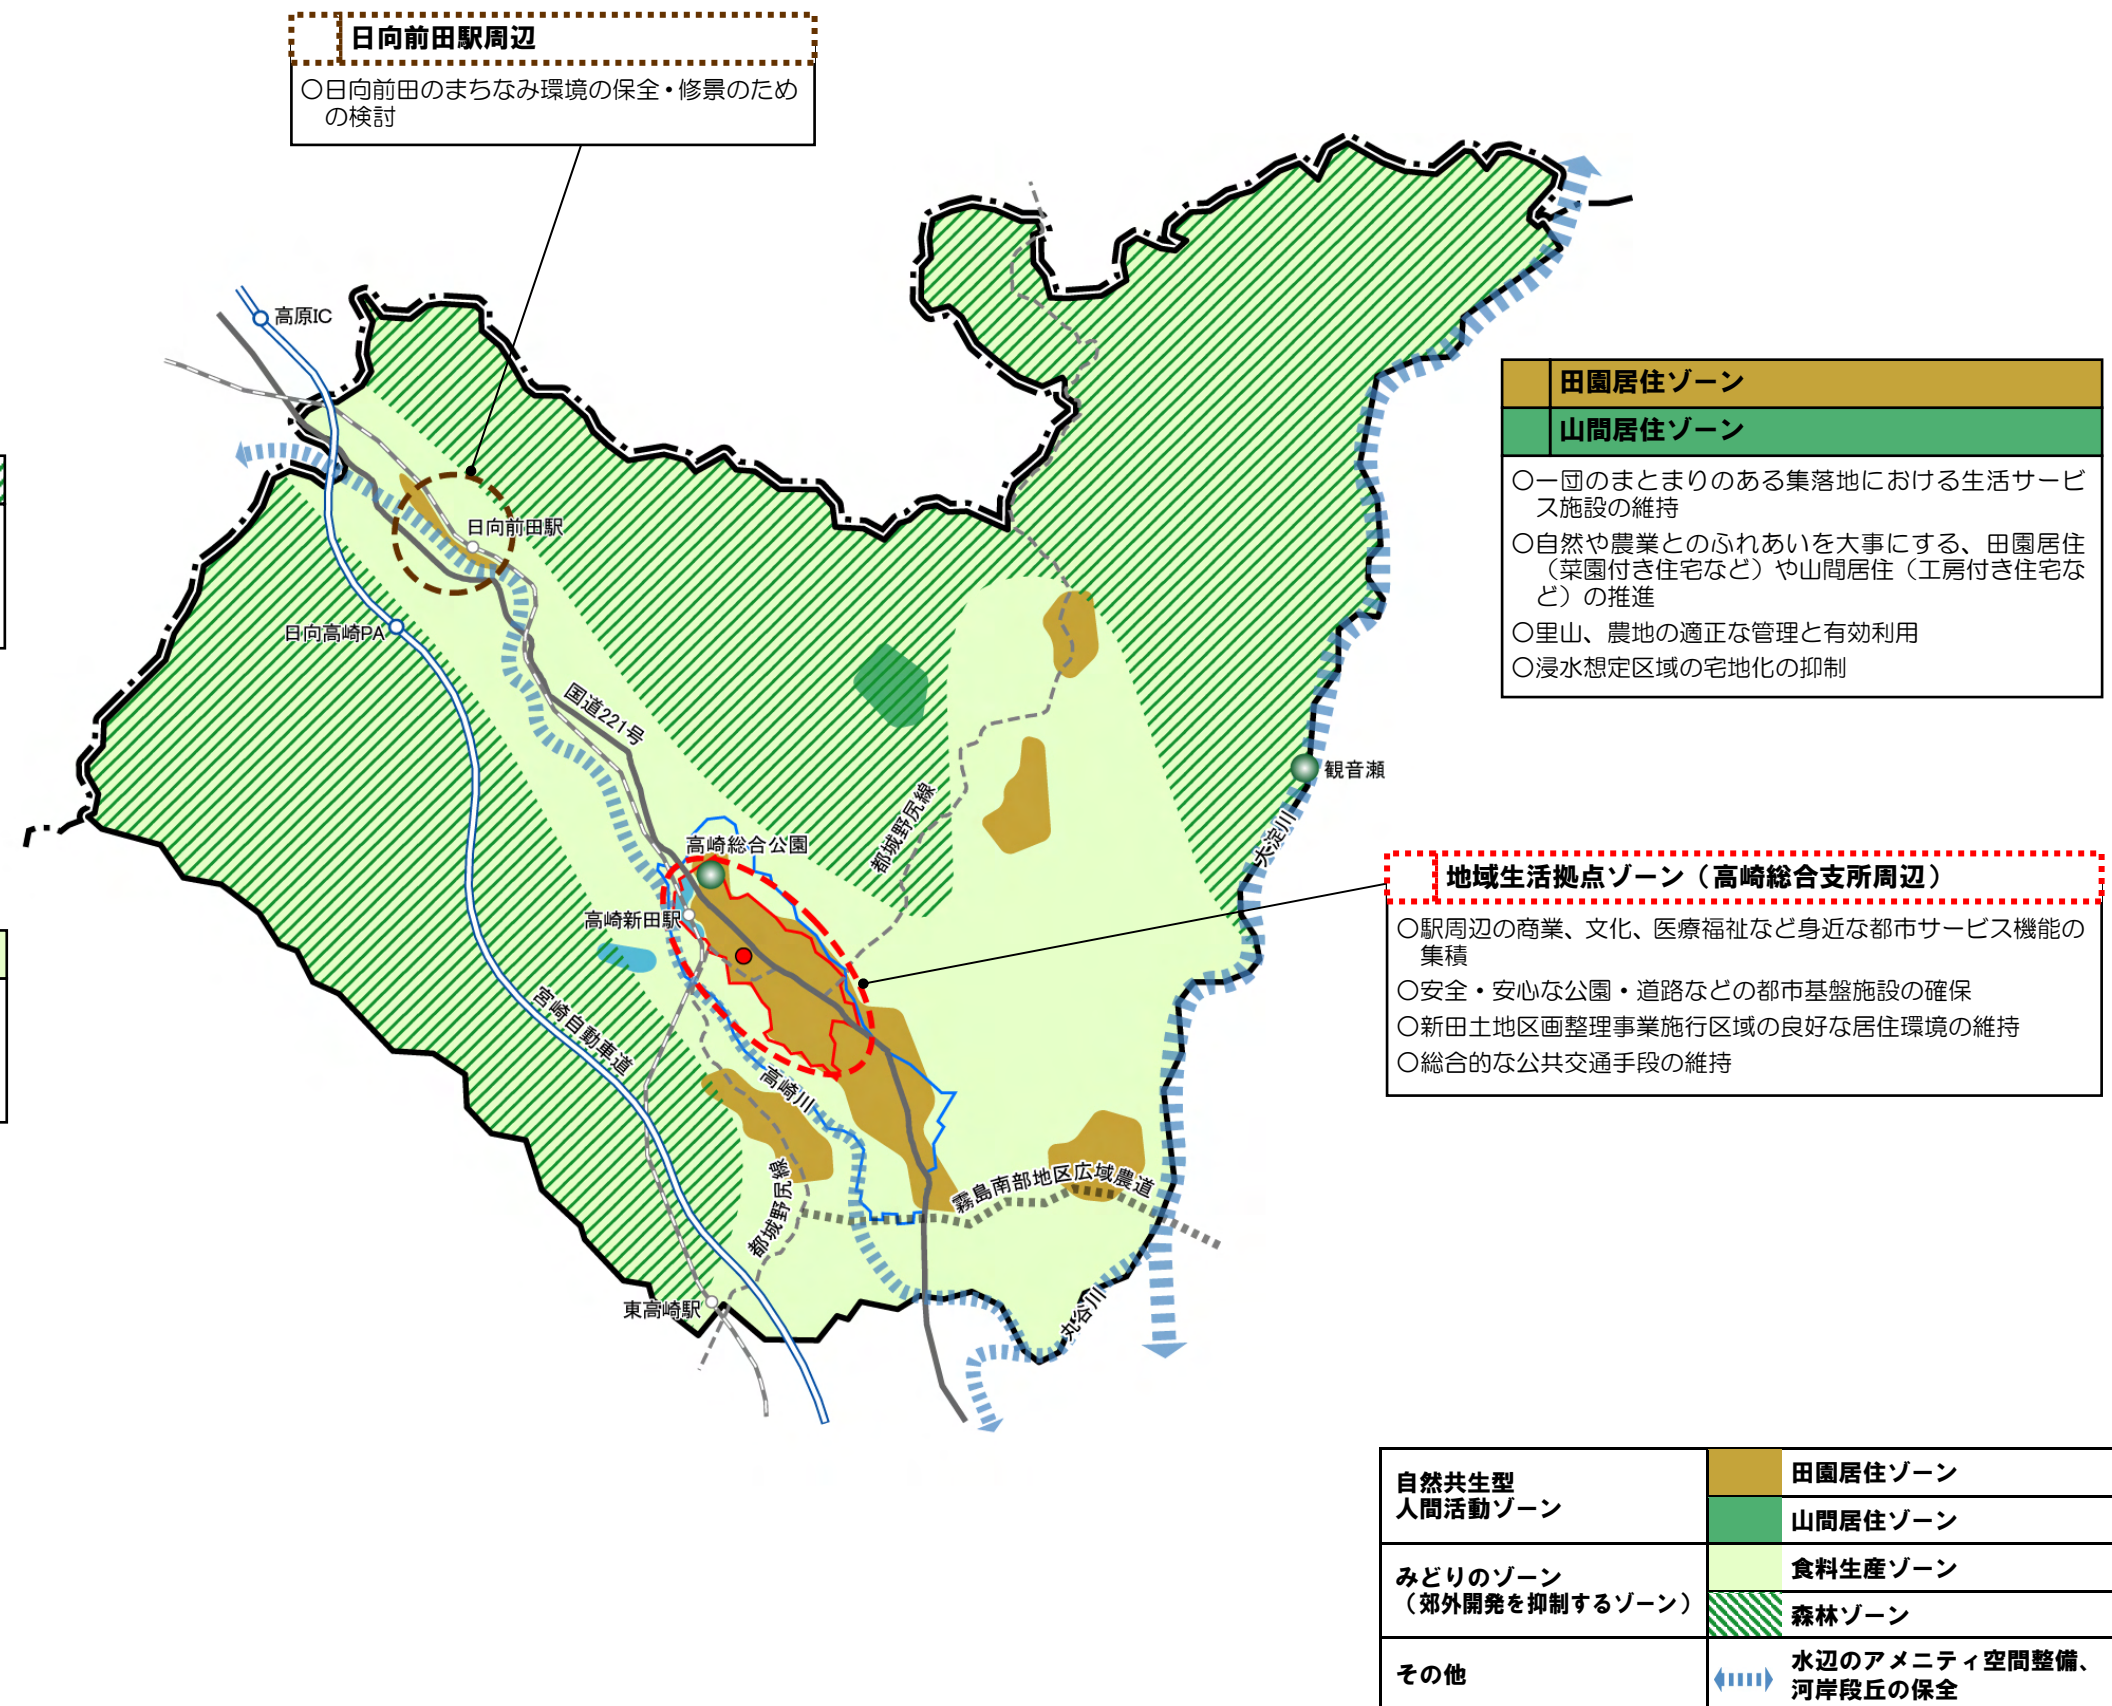 日向前田駅周辺
○日向前田のまちなみ環境の保全・修景のため
の検討
高原IC
日向前田駅
日向高崎PA
国道221号
都城野尻線
高崎総合公園
高崎新田駅
宮崎自動車道
高崎川
都城野尻線
霧島南部地区広域農道
東高崎駅
丸谷川
大淀川
観音瀬
田園居住ゾーン
山間居住ゾーン
○一団のまとまりのある集落地における生活サービ
ス施設の維持
○自然や農業とのふれあいを大事にする、田園居住
（菜園付き住宅など）や山間居住（工房付き住宅な
ど）の推進
○里山、農地の適正な管理と有効利用
○浸水想定区域の宅地化の抑制
地域生活拠点ゾーン（高崎総合支所周辺）
○駅周辺の商業、文化、医療福祉など身近な都市サービス機能の
集積
○安全・安心な公園・道路などの都市基盤施設の確保
○新田土地区画整理事業施行区域の良好な居住環境の維持
○総合的な公共交通手段の維持
自然共生型
人間活動ゾーン
田園居住ゾーン
山間居住ゾーン
みどりのゾーン
（郊外開発を抑制するゾーン）
食料生産ゾーン
森林ゾーン
その他
水辺のアメニティ空間整備、
河岸段丘の保全